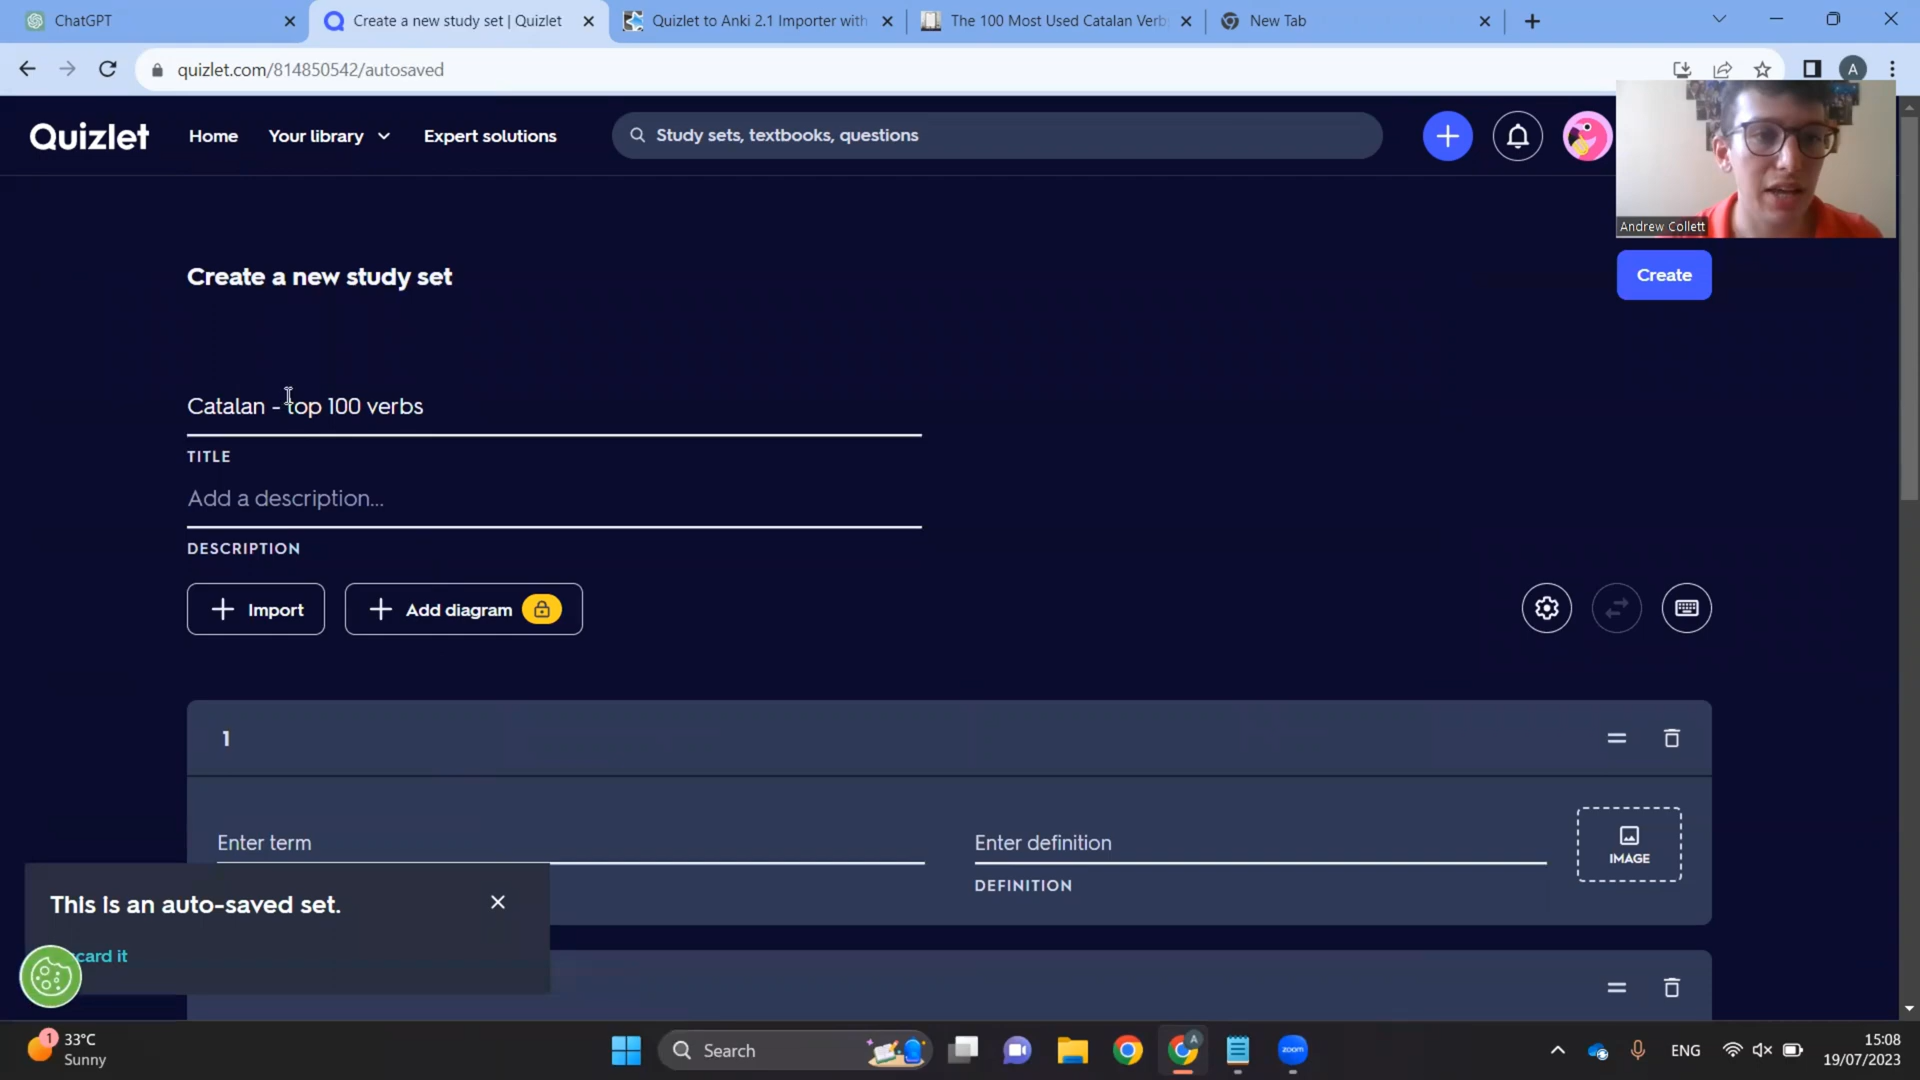 ChatGPT
Create a new study set | Quizlet
Quizlet to Anki 2.1 Importer with
The 100 Most Used Catalan Verb
New Tab
quizlet.com/814850542/autosaved
A
Quizlet
Home
Your library
Expert solutions
Study sets, textbooks, questions
Andrew Collett
Create a new study set
Create
Catalan - top 100 verbs
TITLE
Add a description...
DESCRIPTION
+ Import
+ Add diagram
1
Enter term
Enter definition
DEFINITION
IMAGE
This is an auto-saved set.
card it
1
33°C
Sunny
Search
A
zoom
ENG
15:08
19/07/2023